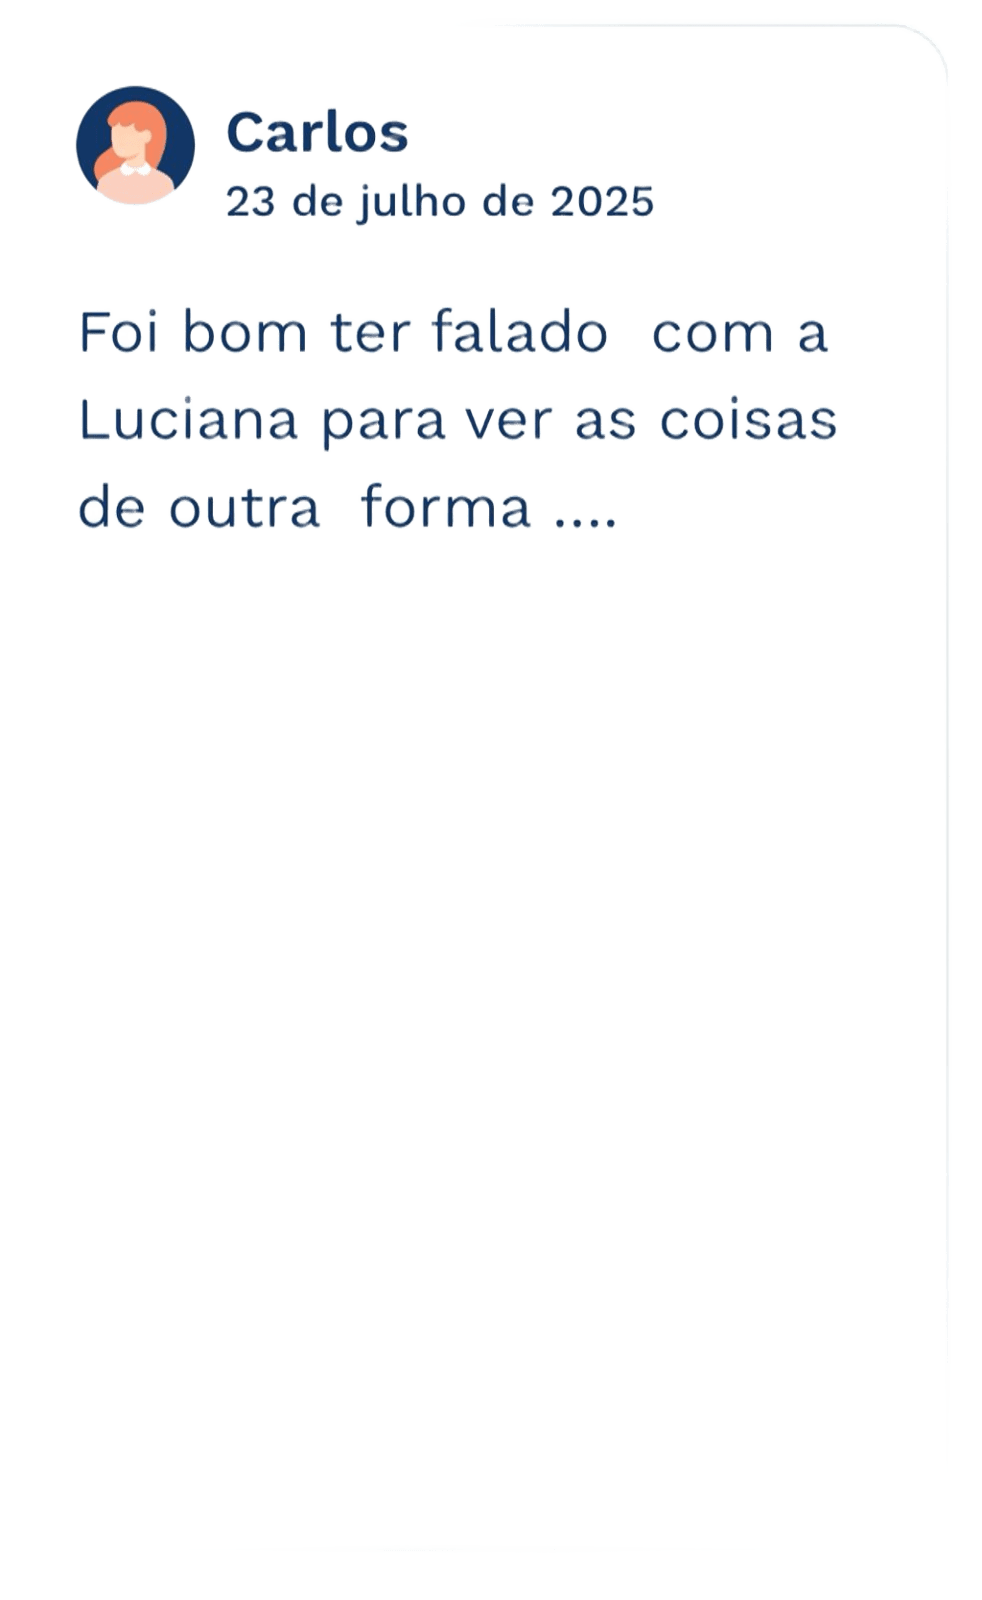 Carlos
23 de julho de 2025
Foi bom ter falado  com a
Luciana para ver as coisas
de outra  forma ....